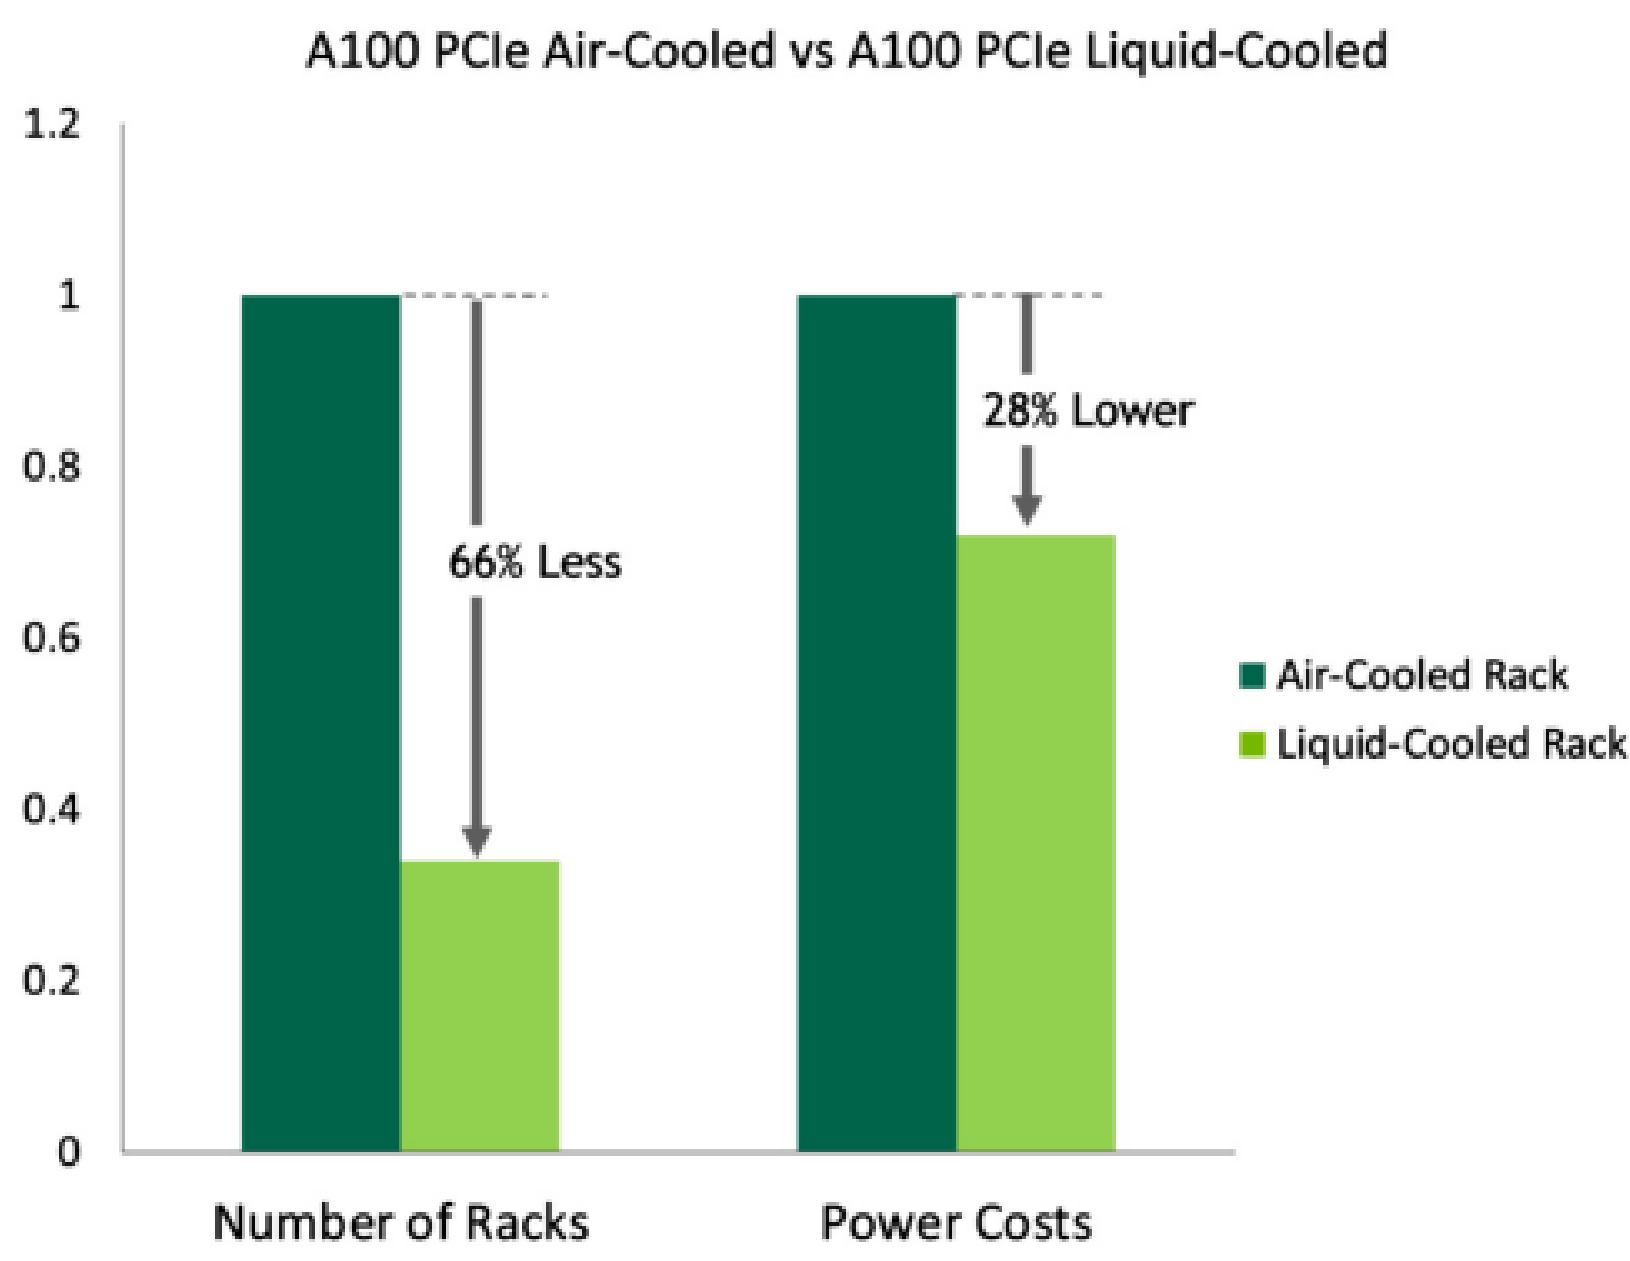 A100 PCIe Air-Cooled vs A100 PCIe Liquid-Cooled
1.2
1
0.8
0.6
0.4
0.2
0
66% Less
28% Lower
Air-Cooled Rack
Liquid-Cooled Rack
Number of Racks
Power Costs